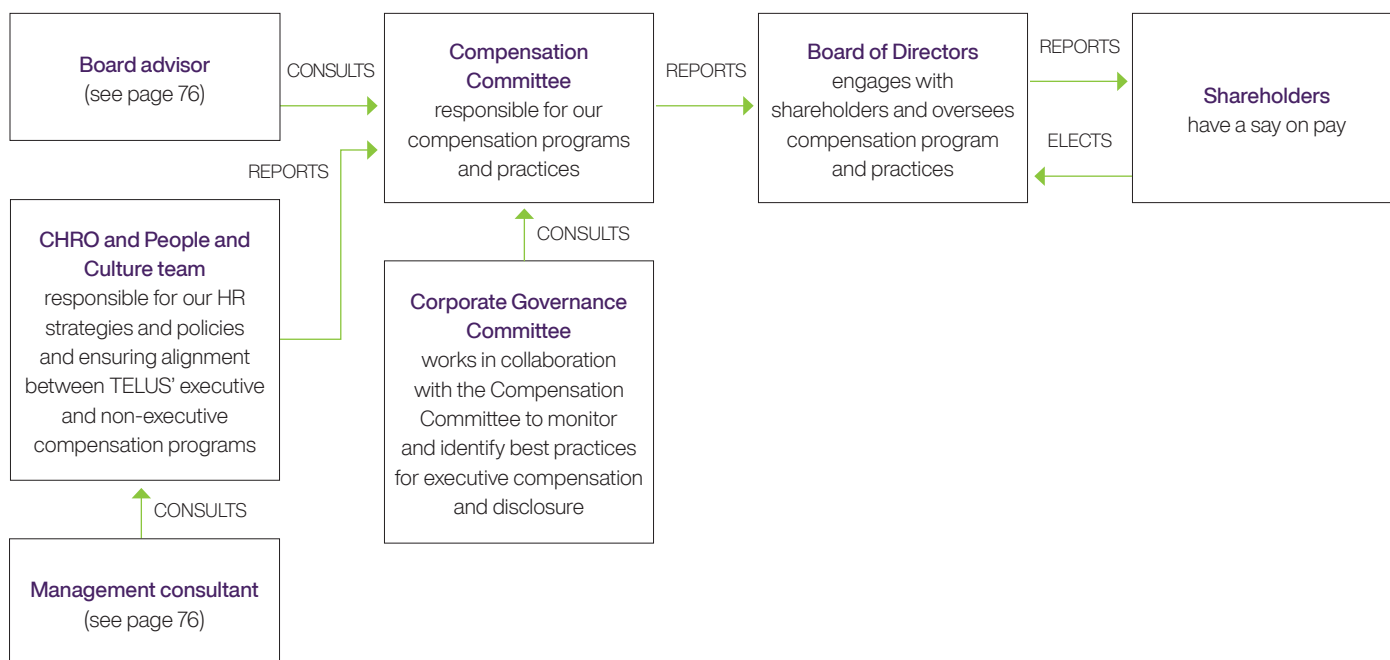 Board advisor
(see page 76)
CONSULTS
Compensation
Committee
responsible for our
compensation programs
and practices
REPORTS
Board of Directors
engages with
shareholders and oversees
compensation program
and practices
REPORTS
ELECTS
Shareholders
have a say on pay
REPORTS
CHRO and People and
Culture team
responsible for our HR
strategies and policies
and ensuring alignment
between TELUS’ executive
and non-executive
compensation programs
CONSULTS
Corporate Governance
Committee
works in collaboration
with the Compensation
Committee to monitor
and identify best practices
for executive compensation
and disclosure
CONSULTS
Management consultant
(see page 76)